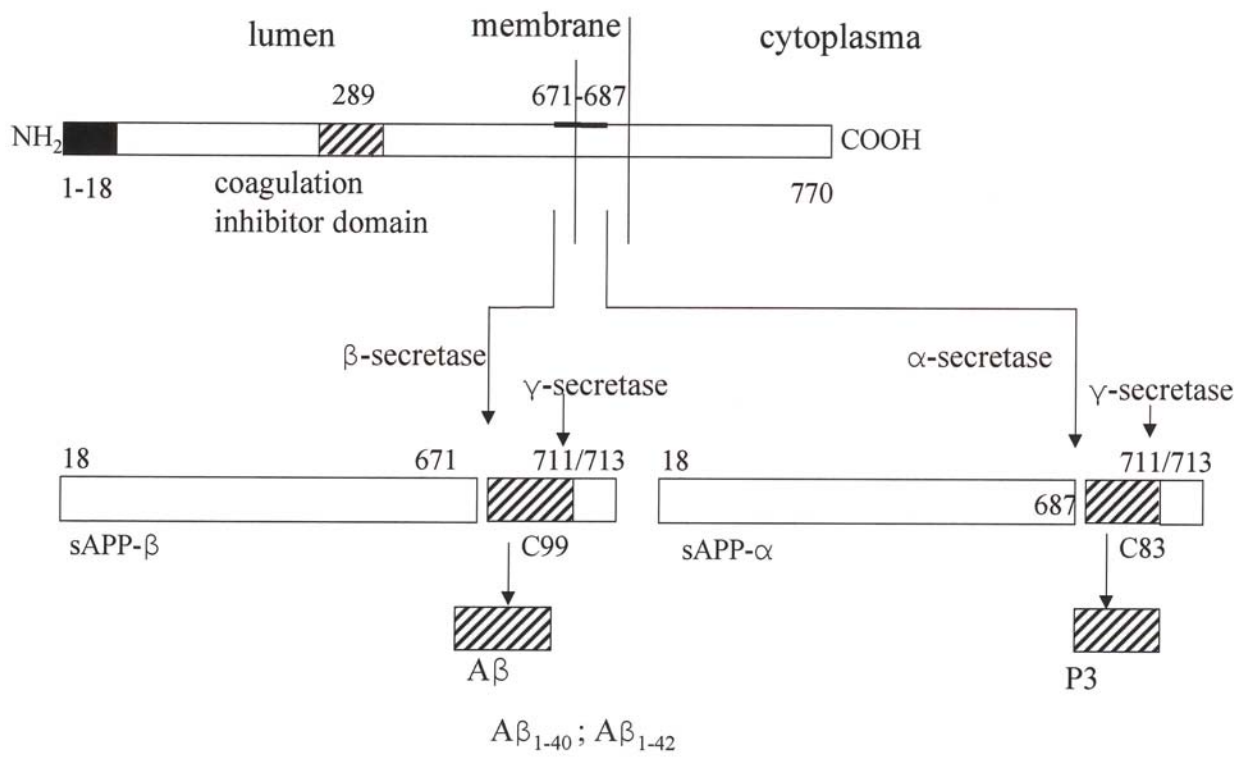 lumen
membrane
cytoplasma
289
671-687
NH2
COOH
1-18
coagulation
inhibitor domain
770
β-secretase
γ-secretase
α-secretase
γ-secretase
18
671
711/713
18
687
711/713
sAPP-β
C99
sAPP-α
C83
Aβ
P3
Aβ1-40 ; Aβ1-42